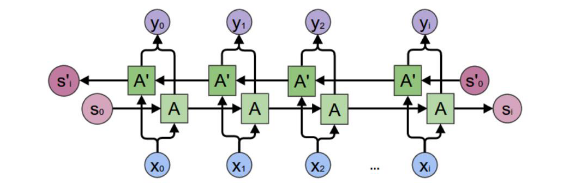 y₀ y₁ y₂ yᵢ
s'ᵢ A' A' A' A' s'₀
s₀ A A A A sᵢ
x₀ x₁ x₂ ... xᵢ